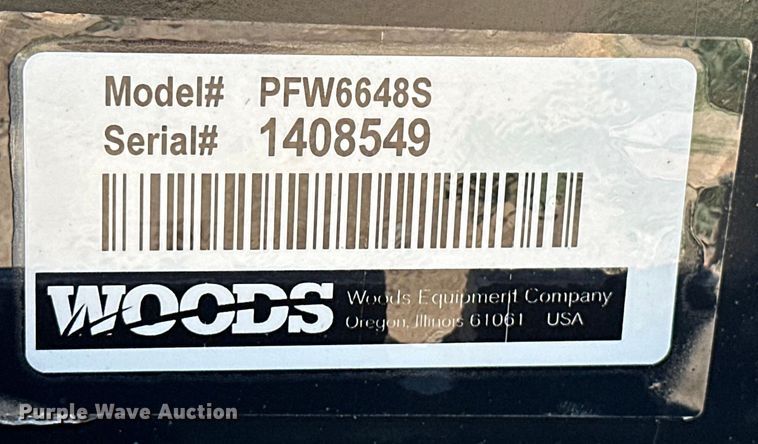 Model# PFW6648S
Serial# 1408549
WOODS
Woods Equipment Company
Oregon, Illinois 61061 USA
Purple Wave Auction